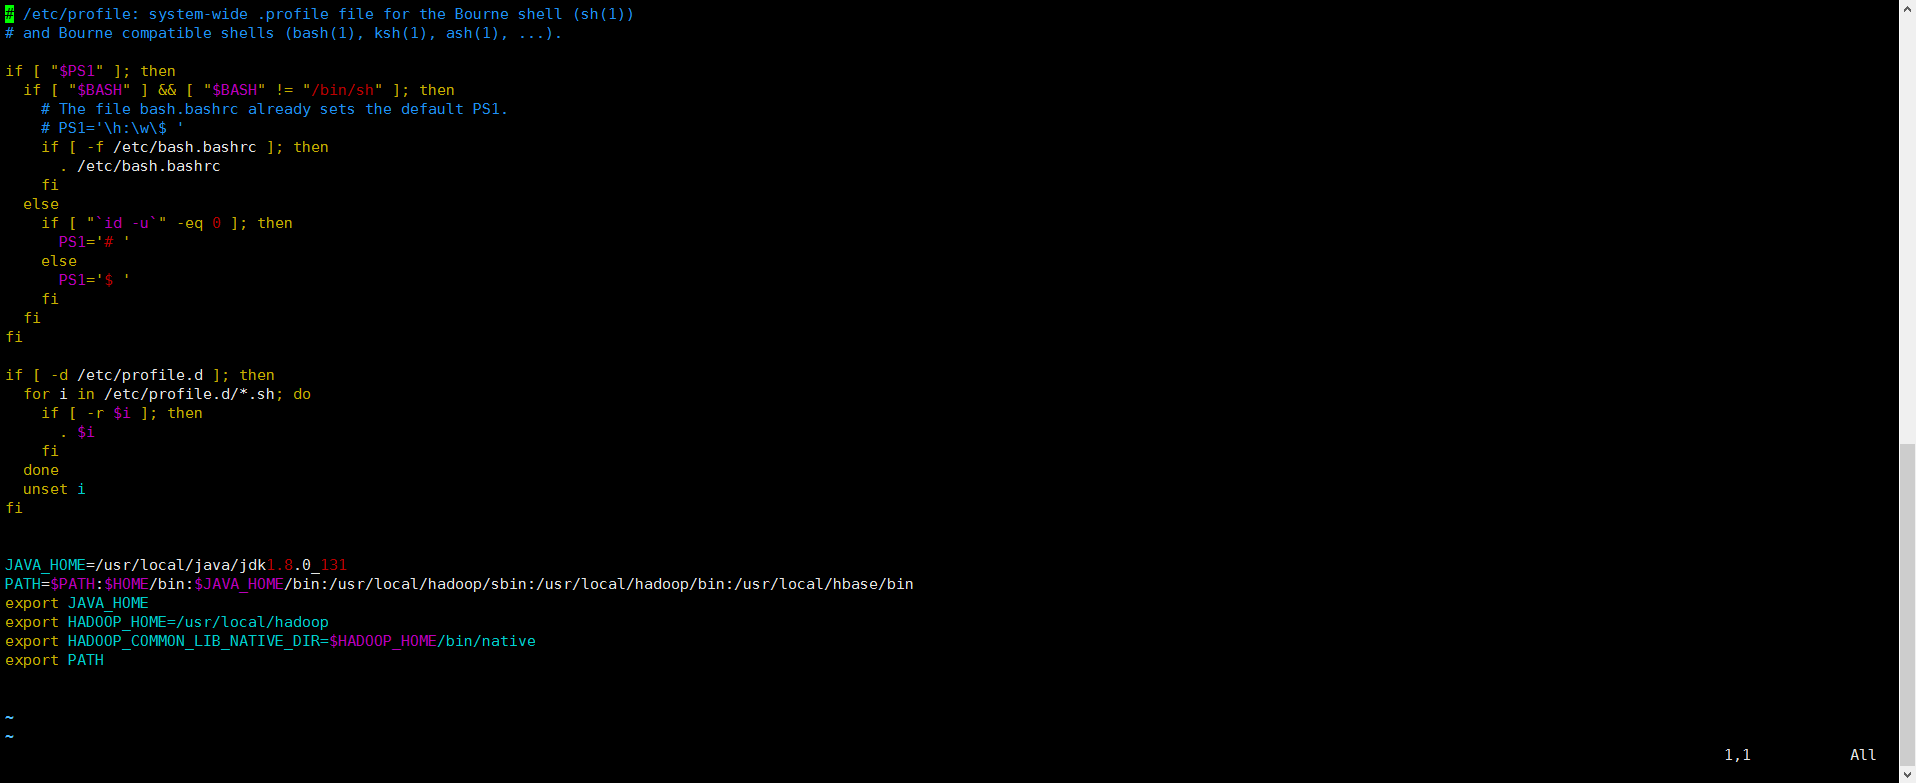 # /etc/profile: system-wide .profile file for the Bourne shell (sh(1))
# and Bourne compatible shells (bash(1), ksh(1), ash(1), ...).

if [ "$PS1" ]; then
  if [ "$BASH" ] && [ "$BASH" != "/bin/sh" ]; then
    # The file bash.bashrc already sets the default PS1.
    # PS1='\h:\w\$ '
    if [ -f /etc/bash.bashrc ]; then
      . /etc/bash.bashrc
    fi
  else
    if [ "`id -u`" -eq 0 ]; then
      PS1='# '
    else
      PS1='$ '
    fi
  fi
fi

if [ -d /etc/profile.d ]; then
  for i in /etc/profile.d/*.sh; do
    if [ -r $i ]; then
      . $i
    fi
  done
  unset i
fi


JAVA_HOME=/usr/local/java/jdk1.8.0_131
PATH=$PATH:$HOME/bin:$JAVA_HOME/bin:/usr/local/hadoop/sbin:/usr/local/hadoop/bin:/usr/local/hbase/bin
export JAVA_HOME
export HADOOP_HOME=/usr/local/hadoop
export HADOOP_COMMON_LIB_NATIVE_DIR=$HADOOP_HOME/bin/native
export PATH


~
~
1,1 All